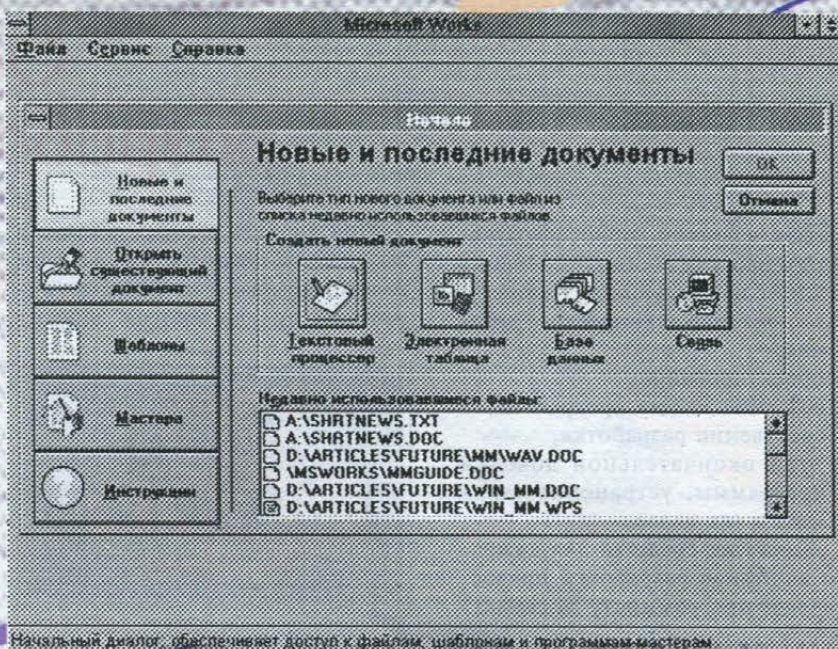 Microsoft Works
Файл Сервис Справка
Начало
Новые и последние документы
OK
Отмена
Выберите тип нового документа или файл из
списка недавно использовавшихся файлов.
Создать новый документ
Текстовый
процессор
Электронная
таблица
База
данных
Связь
Новые и
последние
документы
Открыть
существующий
документ
Шаблоны
Мастера
Инструкции
Недавно использовавшиеся файлы:
A:\SHRTNEWS.TXT
A:\SHRTNEWS.DOC
D:\ARTICLES\FUTURE\MM\WAV.DOC
\MSWORKS\MMGUIDE.DOC
D:\ARTICLES\FUTURE\WIN_MM.DOC
D:\ARTICLES\FUTURE\WIN_MM.WPS
Начальный диалог, обеспечивает доступ к файлам, шаблонам и программам-мастерам